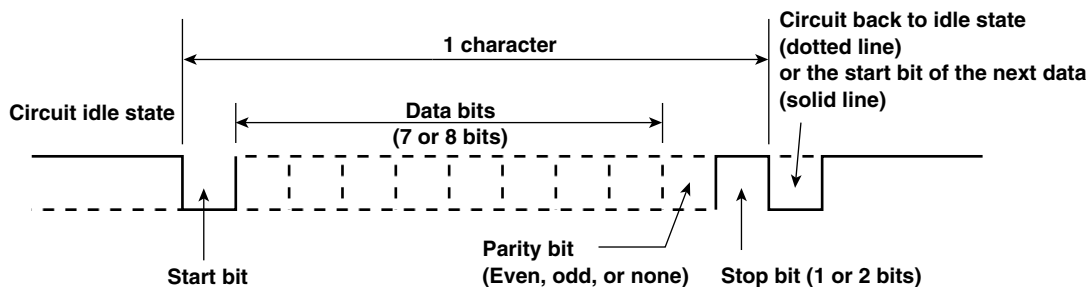 Circuit back to idle state
(dotted line)
or the start bit of the next data
(solid line)
1 character
Circuit idle state
Data bits
(7 or 8 bits)
Start bit
Parity bit
(Even, odd, or none)
Stop bit (1 or 2 bits)